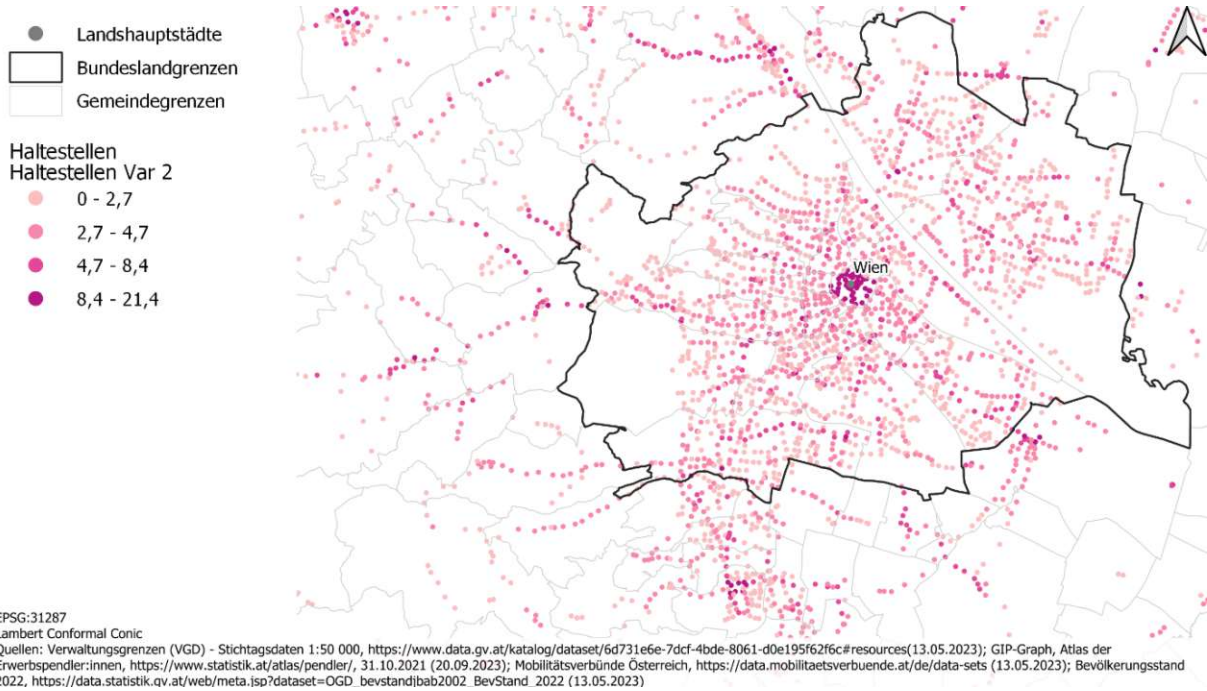 Landshauptstädte
Bundeslandgrenzen
Gemeindegrenzen
Haltestellen
Haltestellen Var 2
0 - 2,7
2,7 - 4,7
4,7 - 8,4
8,4 - 21,4
Wien
EPSG:31287
Lambert Conformal Conic
Quellen: Verwaltungsgrenzen (VGD) - Stichtagsdaten 1:50 000, https://www.data.gv.at/katalog/dataset/6d731e6e-7dcf-4bde-8061-d0e195f62f6c#resources(13.05.2023); GIP-Graph, Atlas der
Erwerbspendler:innen, https://www.statistik.at/atlas/pendler/, 31.10.2021 (20.09.2023); Mobilitätsverbünde Österreich, https://data.mobilitaetsverbuende.at/de/data-sets (13.05.2023); Bevölkerungsstand
2022, https://data.statistik.gv.at/web/meta.jsp?dataset=OGD_bevstandjbab2002_BevStand_2022 (13.05.2023)